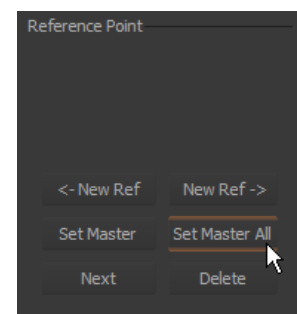 Reference Point
<- New Ref New Ref ->
Set Master Set Master All
Next Delete